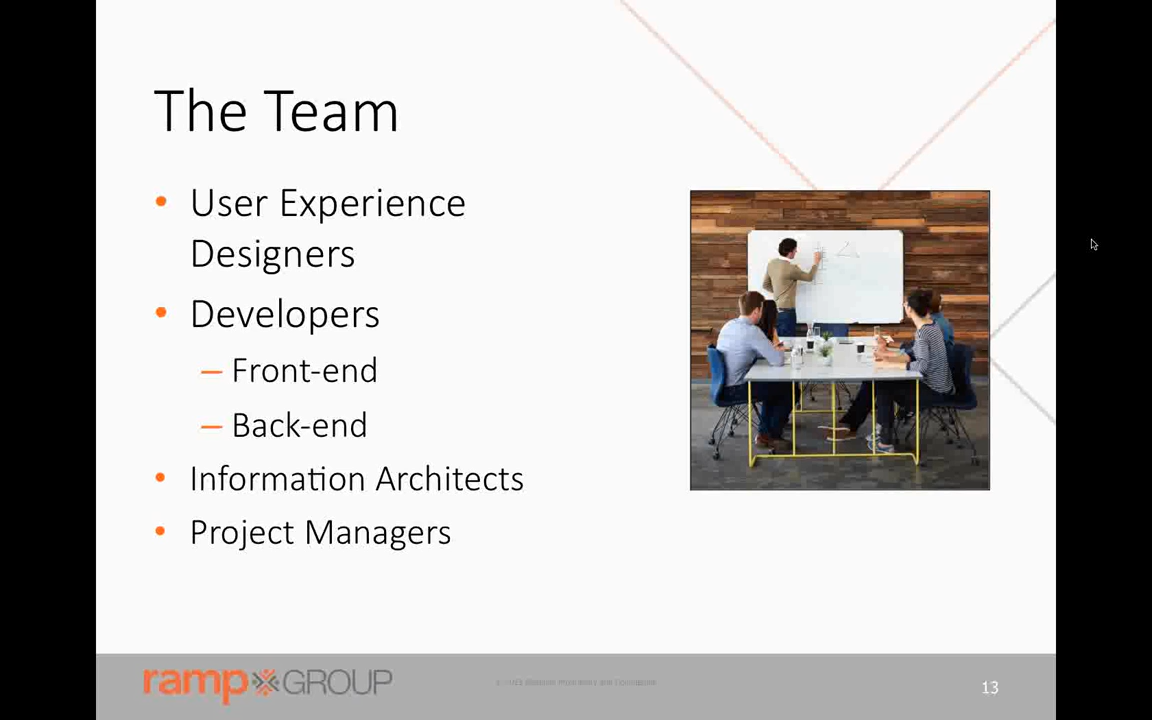 The Team
• User Experience
Designers
• Developers
– Front-end
– Back-end
• Information Architects
• Project Managers
ramp GROUP
13